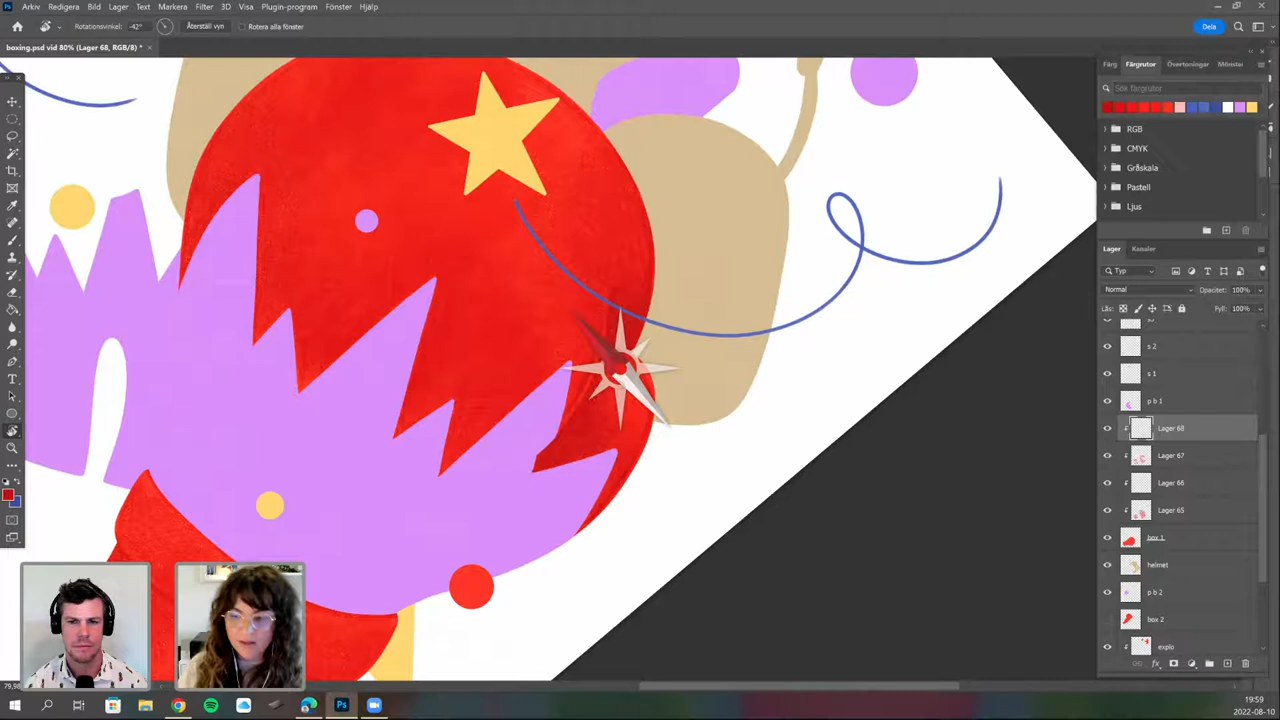 Arkiv Redigera Bild Lager Text Markera Filter 3D Visa Plugin-program Fönster Hjälp
Rotationsvinkel: -42° Återställ vyn Rotera alla fönster
Dela
boxing.psd vid 80% (Lager 68, RGB/8) *
Färg Färgrutor Övertoningar Mönster
Sök färgrutor
RGB
CMYK
Gråskala
Pastell
Ljus
Lager Kanaler
Typ
Normal Opacitet: 100%
Lås: Fyll: 100%
s 2
s 1
p b 1
Lager 68
Lager 67
Lager 66
Lager 65
box 1
helmet
p b 2
box 2
explo
19:59
2022-08-10